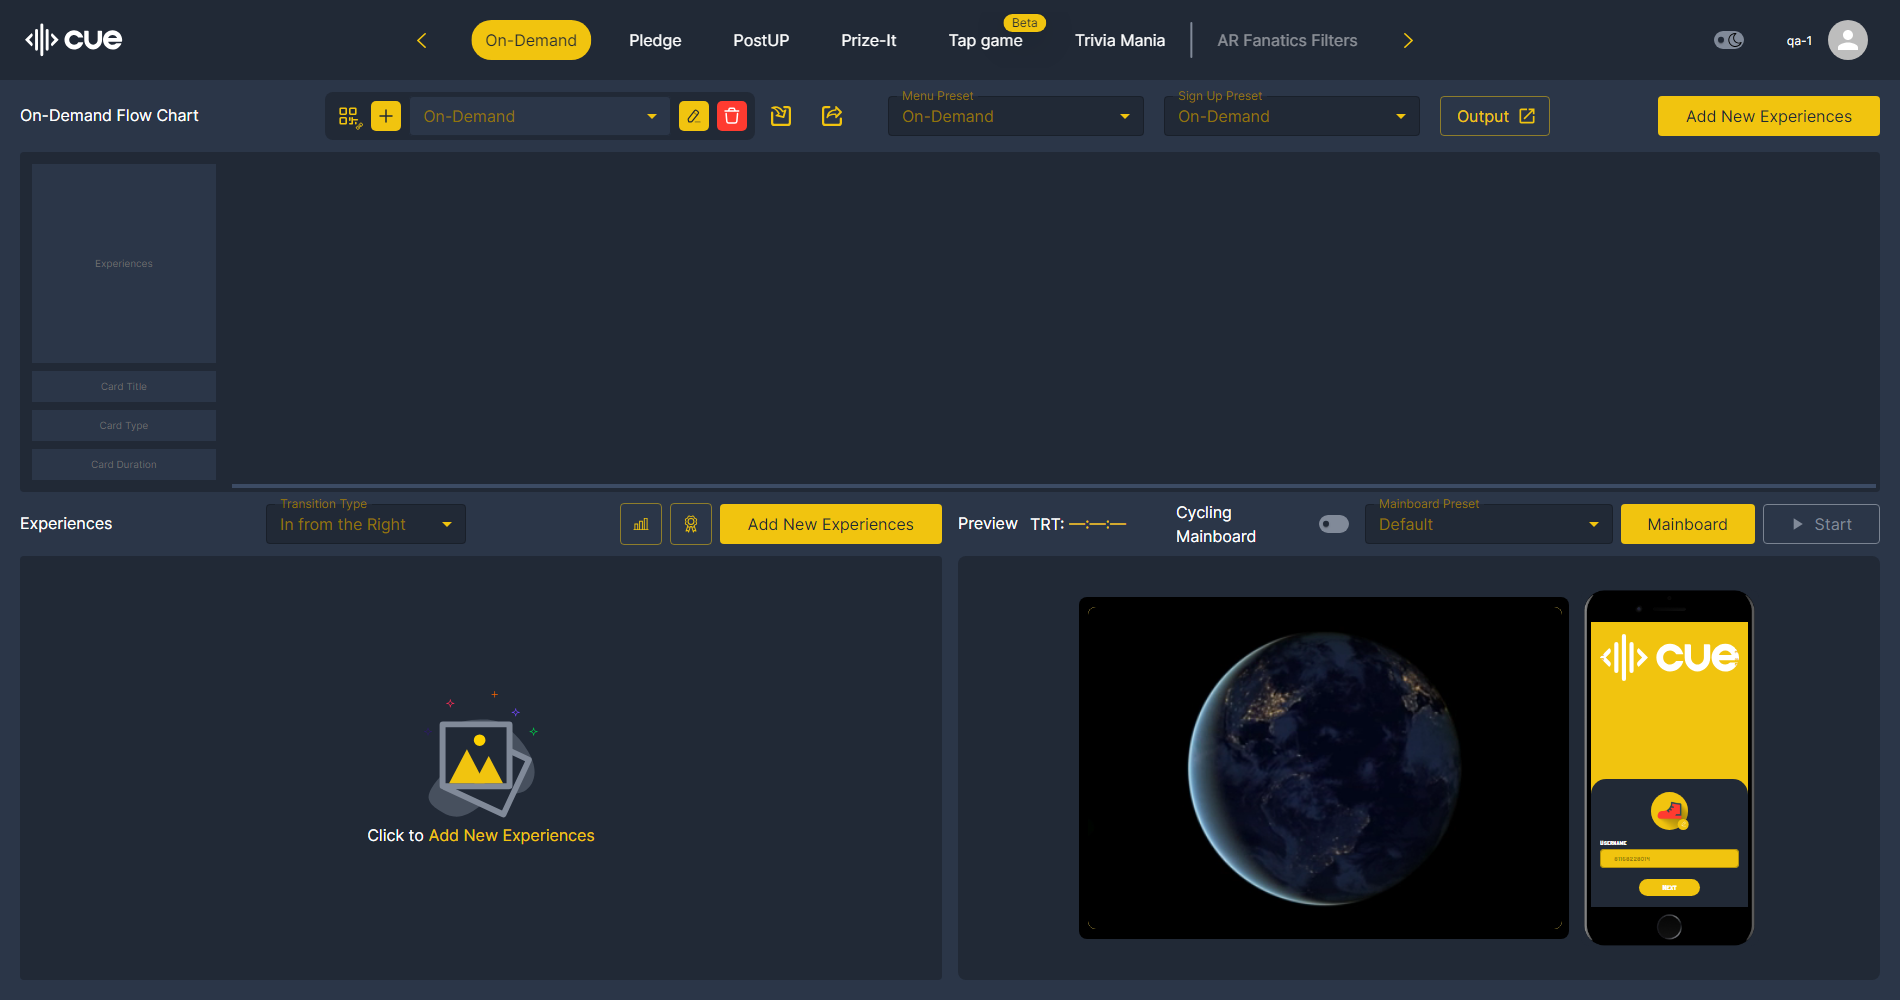 cue
On-Demand
Pledge
PostUP
Prize-It
Beta
Tap game
Trivia Mania
AR Fanatics Filters
qa-1
On-Demand Flow Chart
On-Demand
Menu Preset
On-Demand
Sign Up Preset
On-Demand
Output
Add New Experiences
Experiences
Card Title
Card Type
Card Duration
Experiences
Transition Type
In from the Right
Add New Experiences
Preview
TRT: —:—:—
Cycling
Mainboard
Mainboard Preset
Default
Mainboard
Start
Click to Add New Experiences
cue
Username
NEXT